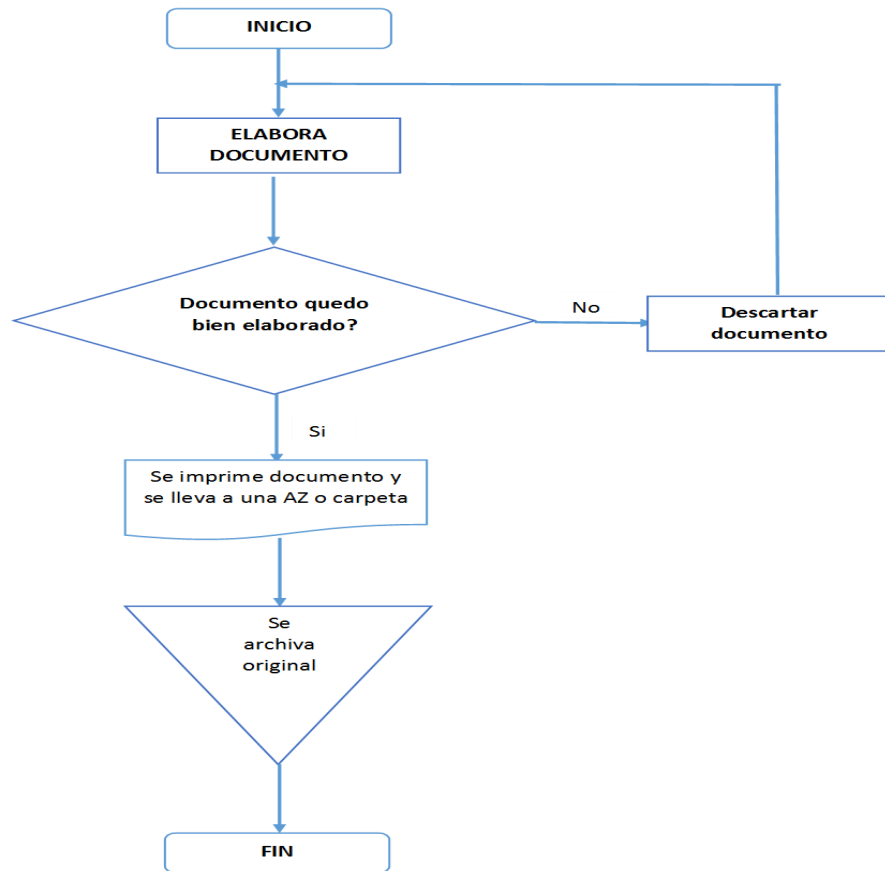 INICIO
ELABORA
DOCUMENTO
Documento quedo
bien elaborado?
No
Descartar
documento
Si
Se imprime documento y
se lleva a una AZ o carpeta
Se
archiva
original
FIN